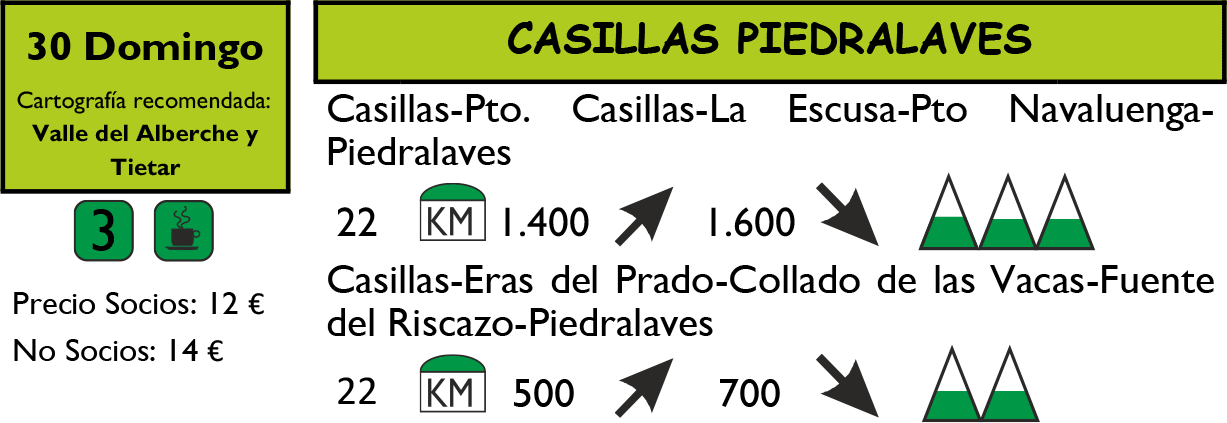 30 Domingo
Cartografía recomendada:
Valle del Alberche y
Tietar
3
Precio Socios: 12 €
No Socios: 14 €
CASILLAS PIEDRALAVES
Casillas-Pto. Casillas-La Escusa-Pto Navaluenga-
Piedralaves
22 KM 1.400 1.600
Casillas-Eras del Prado-Collado de las Vacas-Fuente
del Riscazo-Piedralaves
22 KM 500 700